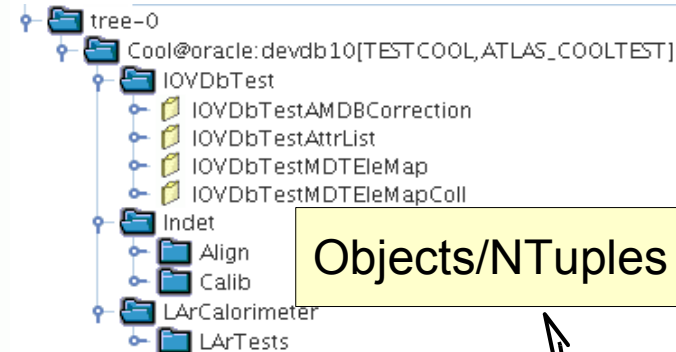 tree-0
Cool@oracle:devdb10[TESTCOOL,ATLAS_COOLTEST]
IOVDbTest
IOVDbTestAMDBCorrection
IOVDbTestAttrList
IOVDbTestMDTEleMap
IOVDbTestMDTEleMapColl
Indet
Align
Calib
Objects/NTuples
LArCalorimeter
LArTests